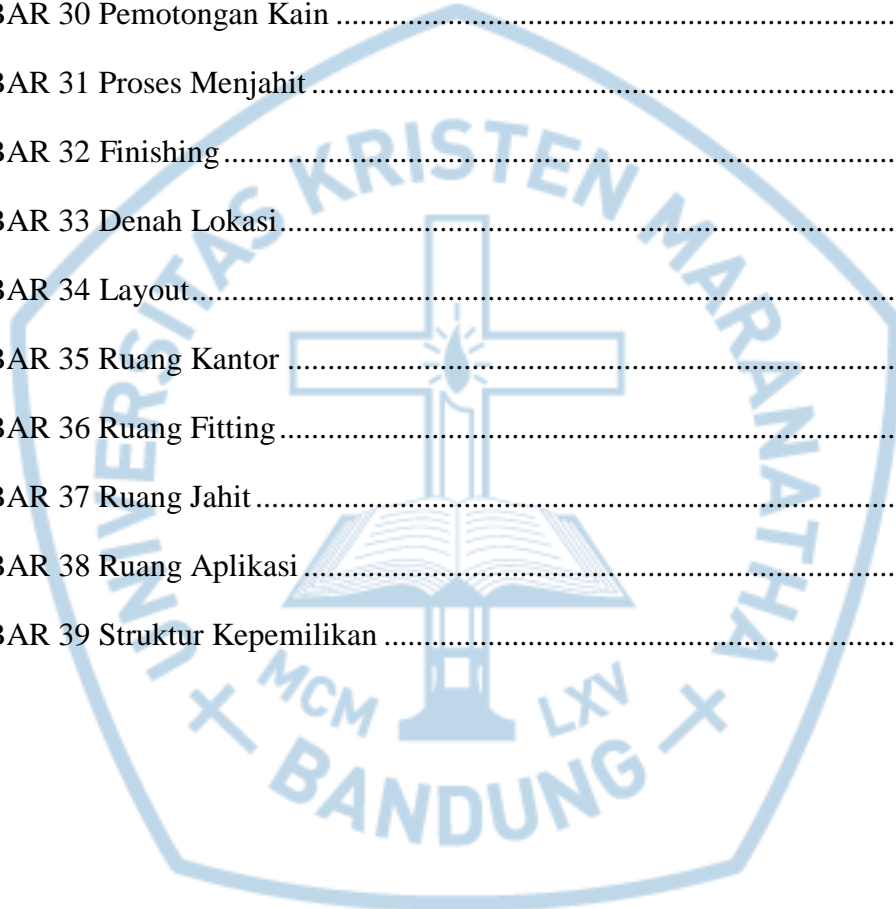 BAR 30 Pemotongan Kain ........................................................................
BAR 31 Proses Menjahit ...........................................................................
BAR 32 Finishing ........................................................................................
BAR 33 Denah Lokasi ................................................................................
BAR 34 Layout ............................................................................................
BAR 35 Ruang Kantor ...............................................................................
BAR 36 Ruang Fitting ................................................................................
BAR 37 Ruang Jahit ...................................................................................
BAR 38 Ruang Aplikasi .............................................................................
BAR 39 Struktur Kepemilikan ..................................................................
UNIVERSITAS KRISTEN MARANATHA
MCM LXV
BANDUNG